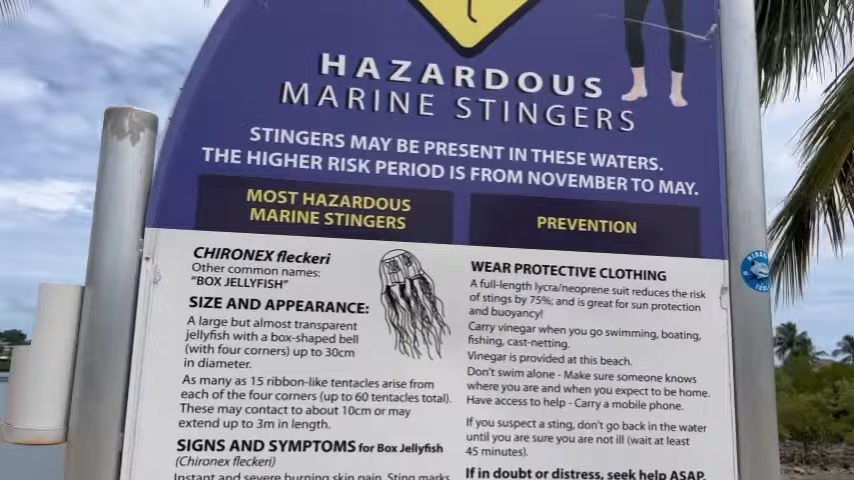 HAZARDOUS
MARINE STINGERS
STINGERS MAY BE PRESENT IN THESE WATERS.
THE HIGHER RISK PERIOD IS FROM NOVEMBER TO MAY.
MOST HAZARDOUS
MARINE STINGERS
CHIRONEX fleckeri
Other common names:
"BOX JELLYFISH"
SIZE AND APPEARANCE:
A large but almost transparent
jellyfish with a box-shaped bell
(with four corners) up to 30cm
in diameter.
As many as 15 ribbon-like tentacles arise from
each of the four corners (up to 60 tentacles total).
These may contact to about 10cm or may
extend up to 3m in length.
SIGNS AND SYMPTOMS for Box Jellyfish
(Chironex fleckeri)
Instant and severe burning skin pain. Sting marks
PREVENTION
WEAR PROTECTIVE CLOTHING
A full-length lycra/neoprene suit reduces the risk
of stings by 75%; and is great for sun protection
and buoyancy!
Carry vinegar when you go swimming, boating,
fishing, cast-netting.
Vinegar is provided at this beach.
Don't swim alone - Make sure someone knows
where you are and when you expect to be home.
Have access to help - Carry a mobile phone.
If you suspect a sting, don't go back in the water
until you are sure you are not ill (wait at least
45 minutes).
If in doubt or distress, seek help ASAP.